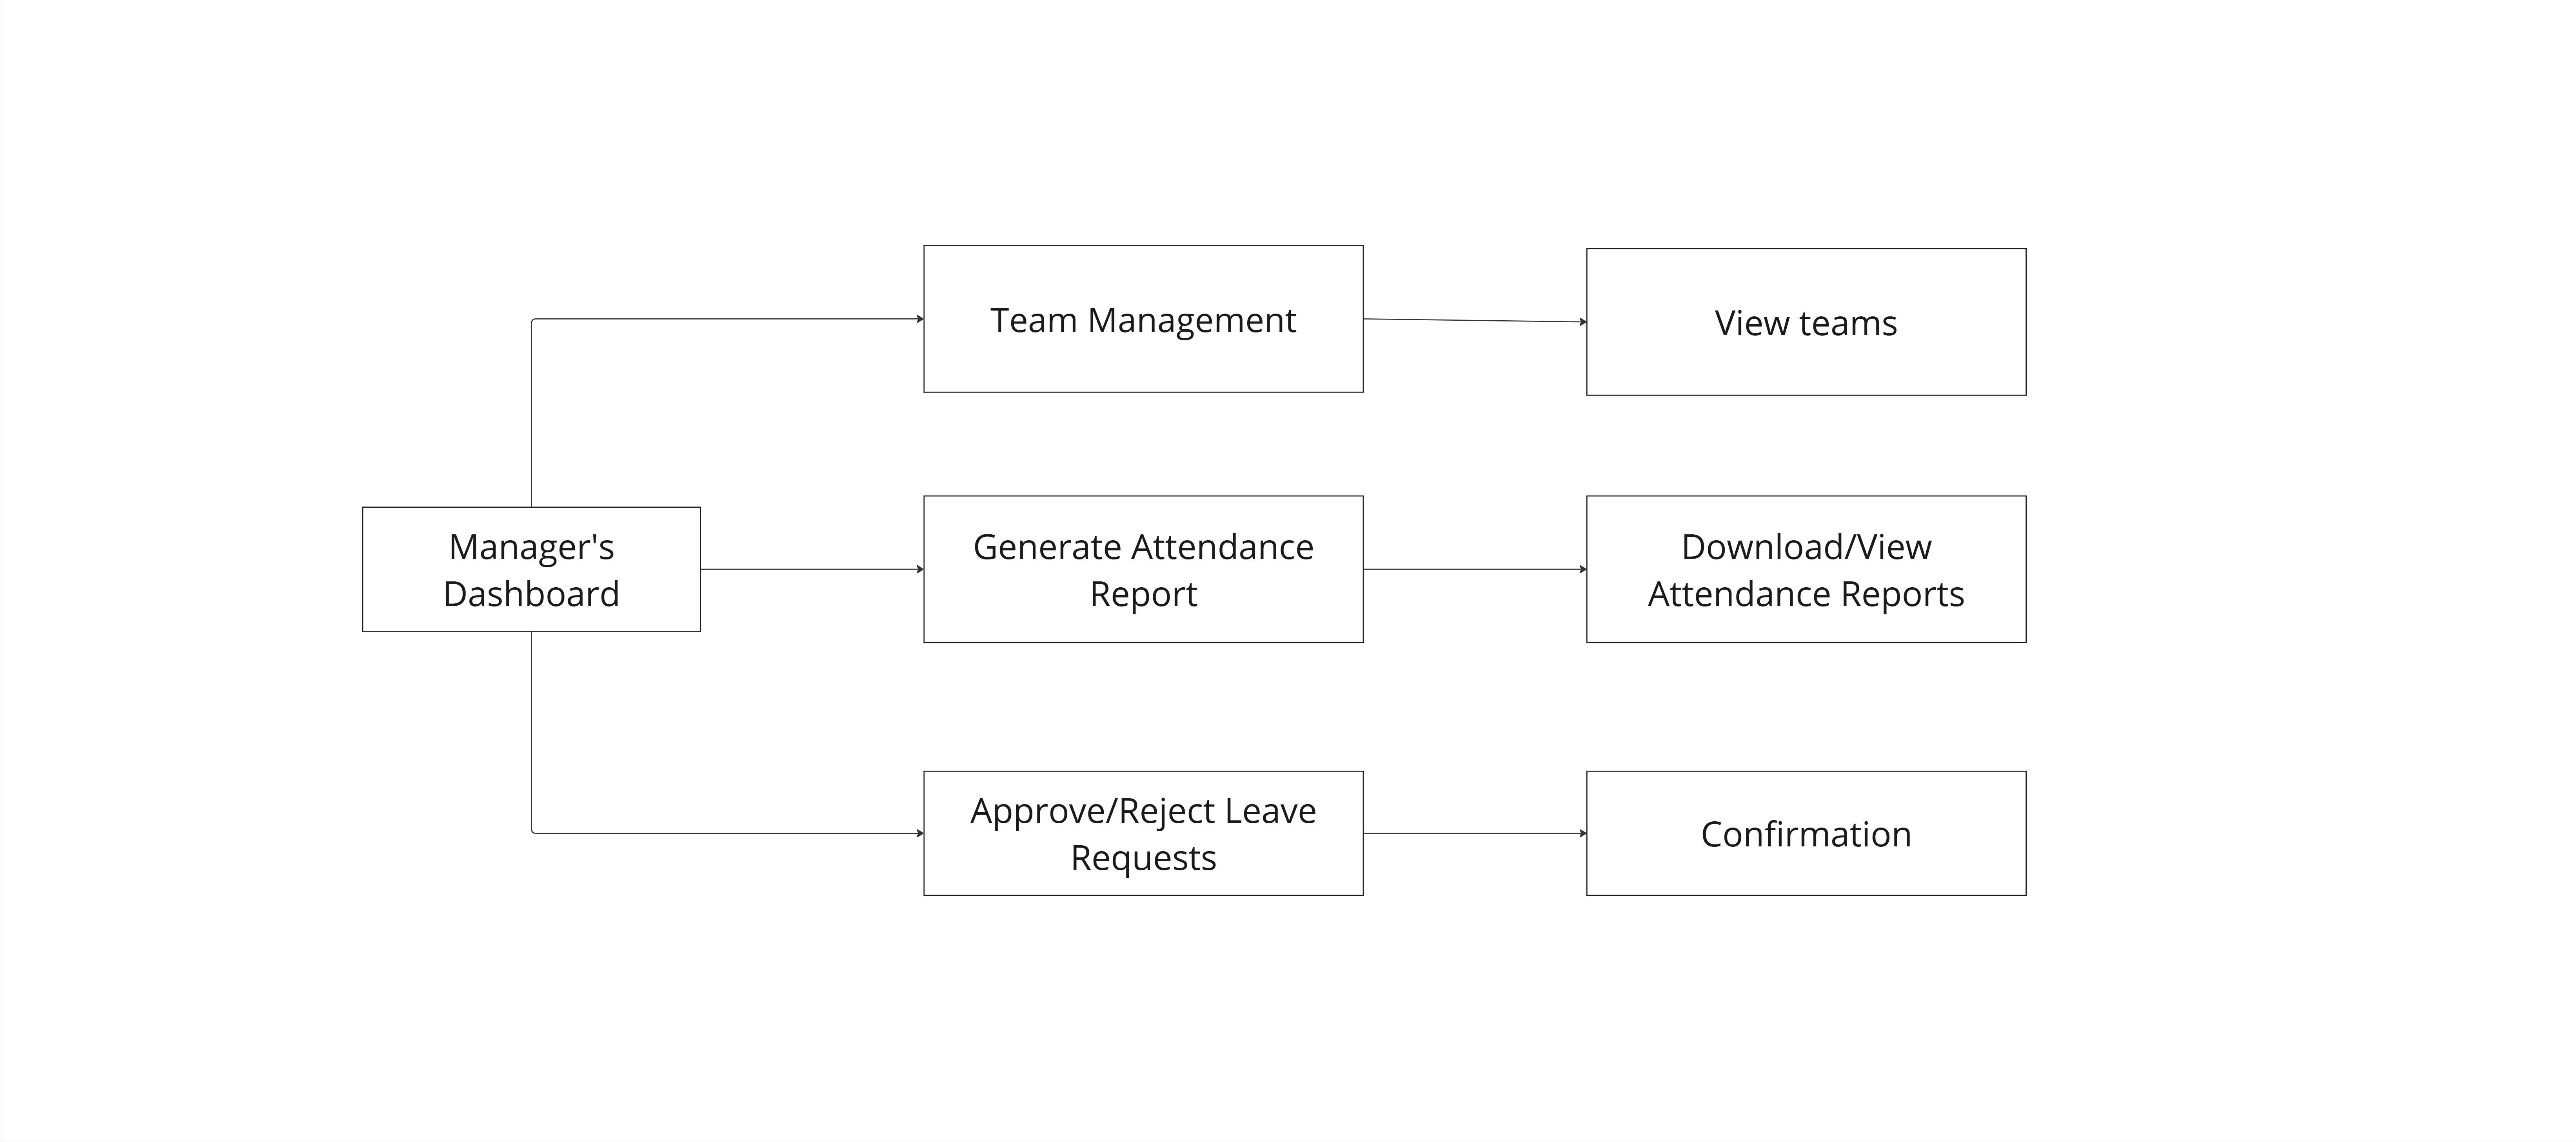 Team Management
View teams
Manager's
Dashboard
Generate Attendance
Report
Download/View
Attendance Reports
Approve/Reject Leave
Requests
Confirmation